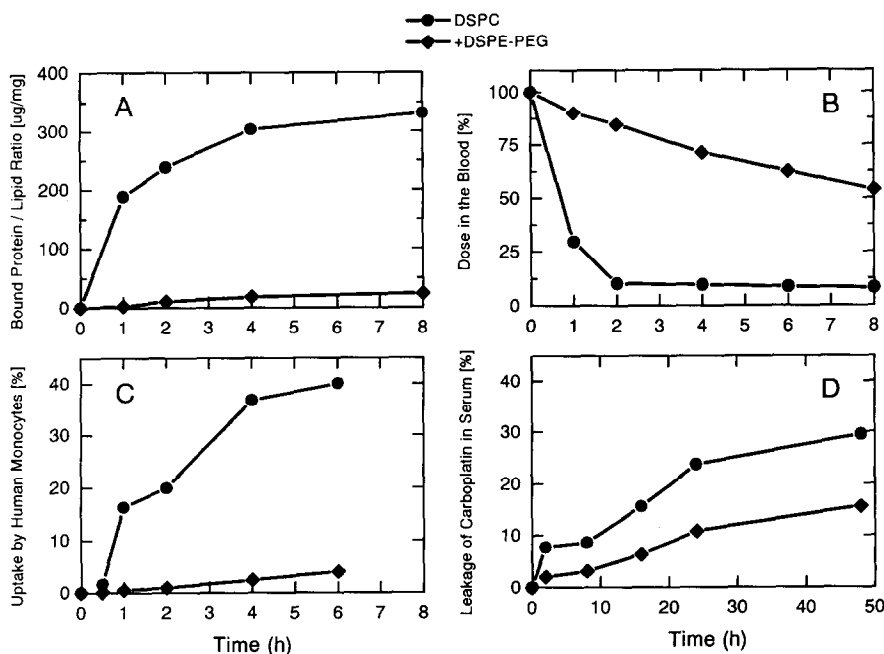 DSPC
+DSPE-PEG
A
Bound Protein / Lipid Ratio [ug/mg]
400
300
200
100
0
0 1 2 3 4 5 6 7 8
B
Dose in the Blood [%]
100
75
50
25
0
0 1 2 3 4 5 6 7 8
C
Uptake by Human Monocytes [%]
40
30
20
10
0
0 1 2 3 4 5 6 7 8
Time (h)
D
Leakage of Carboplatin in Serum [%]
40
30
20
10
0
0 10 20 30 40 50
Time (h)